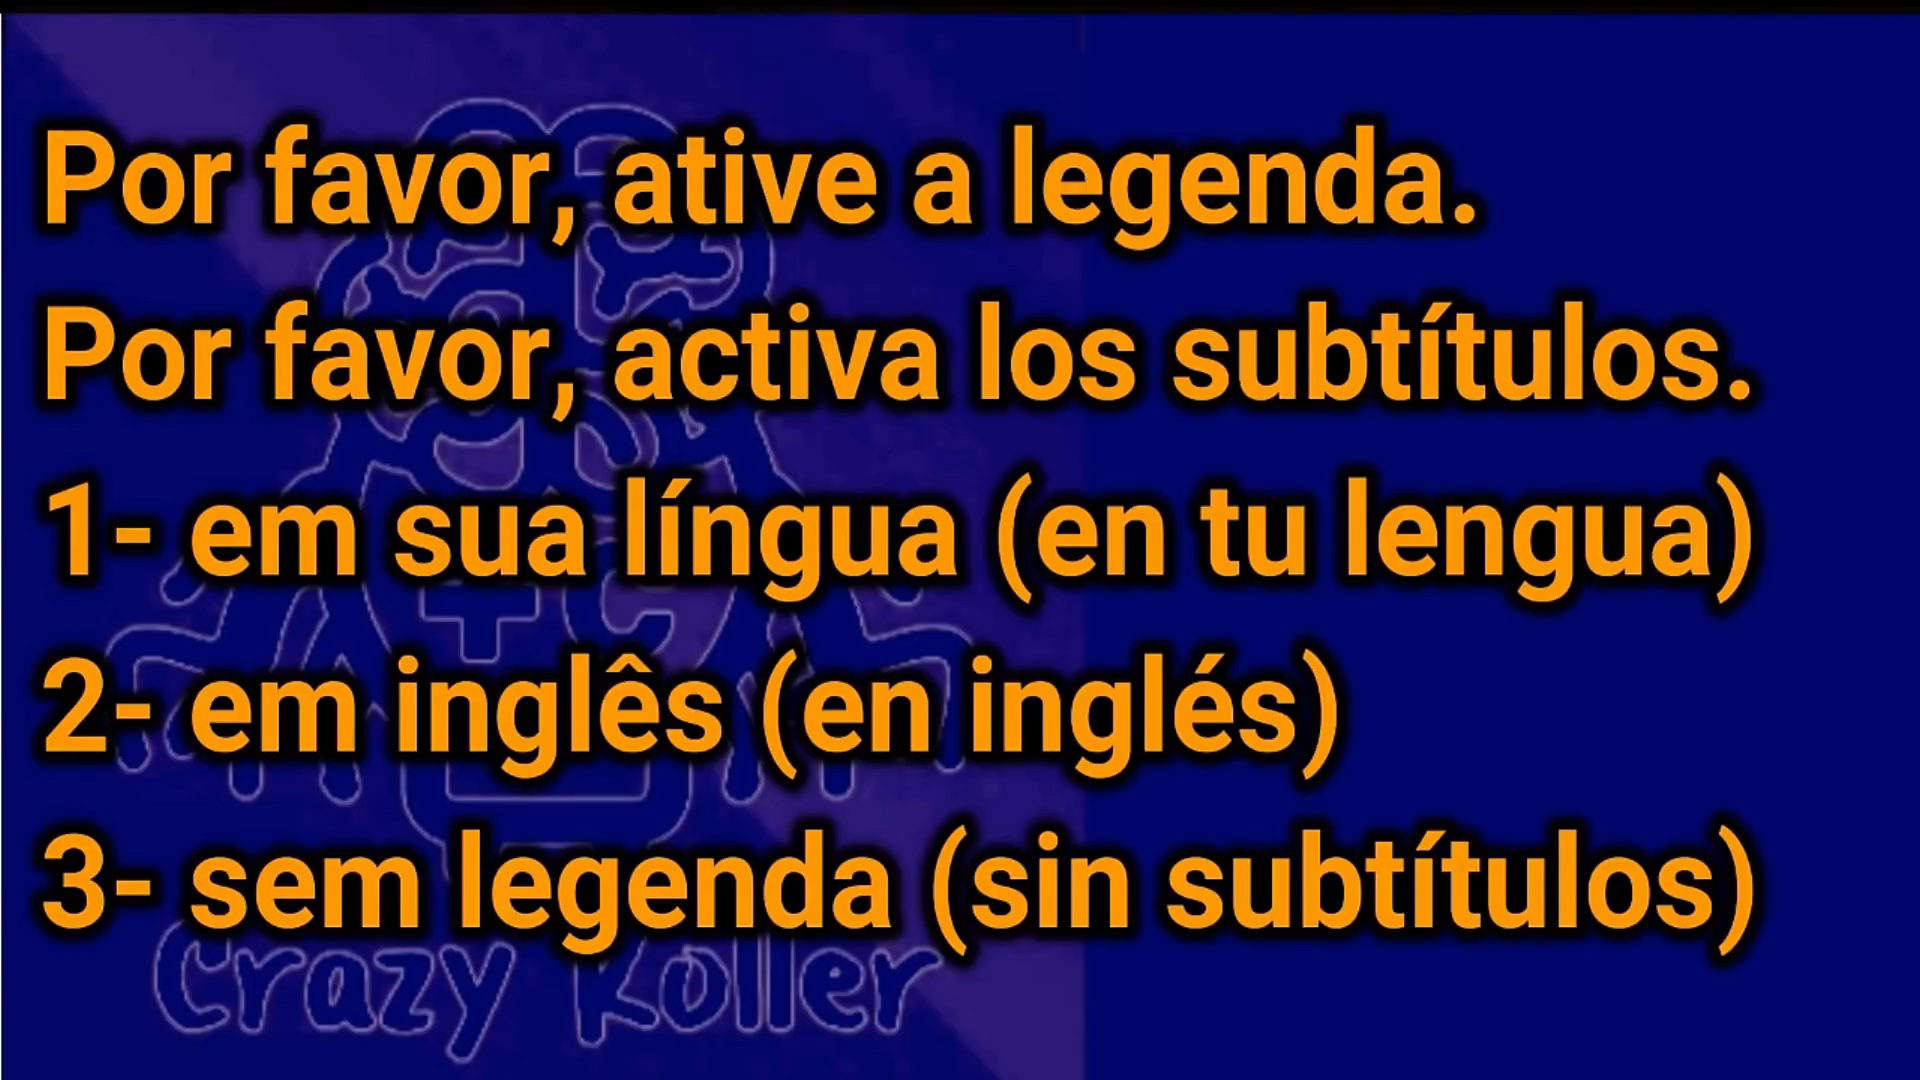 Por favor, ative a legenda.
Por favor, activa los subtítulos.
1- em sua língua (en tu lengua)
2- em inglês (en inglés)
3- sem legenda (sin subtítulos)
Crazy Koller